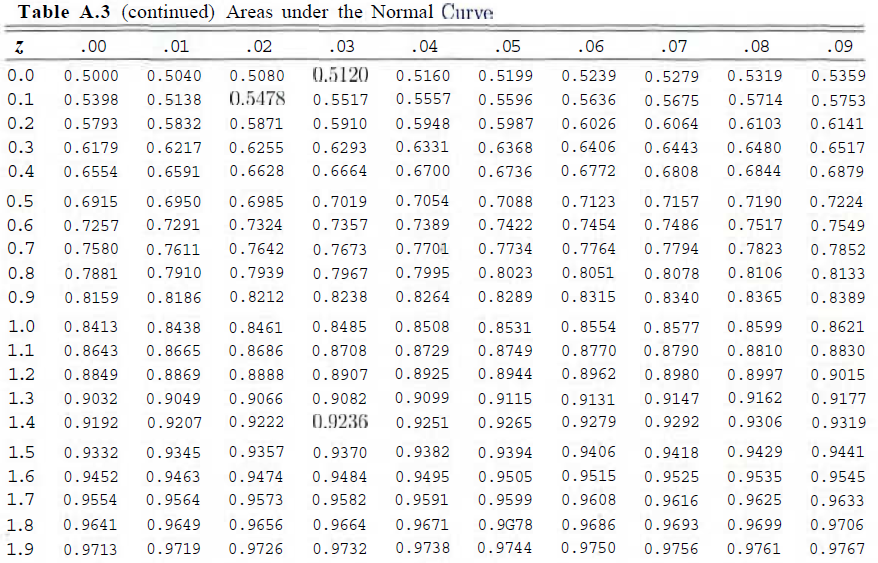 Table A.3 (continued) Areas under the Normal Curve
z .00 .01 .02 .03 .04 .05 .06 .07 .08 .09
0.0 0.5000 0.5040 0.5080 0.5120 0.5160 0.5199 0.5239 0.5279 0.5319 0.5359
0.1 0.5398 0.5138 0.5478 0.5517 0.5557 0.5596 0.5636 0.5675 0.5714 0.5753
0.2 0.5793 0.5832 0.5871 0.5910 0.5948 0.5987 0.6026 0.6064 0.6103 0.6141
0.3 0.6179 0.6217 0.6255 0.6293 0.6331 0.6368 0.6406 0.6443 0.6480 0.6517
0.4 0.6554 0.6591 0.6628 0.6664 0.6700 0.6736 0.6772 0.6808 0.6844 0.6879
0.5 0.6915 0.6950 0.6985 0.7019 0.7054 0.7088 0.7123 0.7157 0.7190 0.7224
0.6 0.7257 0.7291 0.7324 0.7357 0.7389 0.7422 0.7454 0.7486 0.7517 0.7549
0.7 0.7580 0.7611 0.7642 0.7673 0.7701 0.7734 0.7764 0.7794 0.7823 0.7852
0.8 0.7881 0.7910 0.7939 0.7967 0.7995 0.8023 0.8051 0.8078 0.8106 0.8133
0.9 0.8159 0.8186 0.8212 0.8238 0.8264 0.8289 0.8315 0.8340 0.8365 0.8389
1.0 0.8413 0.8438 0.8461 0.8485 0.8508 0.8531 0.8554 0.8577 0.8599 0.8621
1.1 0.8643 0.8665 0.8686 0.8708 0.8729 0.8749 0.8770 0.8790 0.8810 0.8830
1.2 0.8849 0.8869 0.8888 0.8907 0.8925 0.8944 0.8962 0.8980 0.8997 0.9015
1.3 0.9032 0.9049 0.9066 0.9082 0.9099 0.9115 0.9131 0.9147 0.9162 0.9177
1.4 0.9192 0.9207 0.9222 0.9236 0.9251 0.9265 0.9279 0.9292 0.9306 0.9319
1.5 0.9332 0.9345 0.9357 0.9370 0.9382 0.9394 0.9406 0.9418 0.9429 0.9441
1.6 0.9452 0.9463 0.9474 0.9484 0.9495 0.9505 0.9515 0.9525 0.9535 0.9545
1.7 0.9554 0.9564 0.9573 0.9582 0.9591 0.9599 0.9608 0.9616 0.9625 0.9633
1.8 0.9641 0.9649 0.9656 0.9664 0.9671 0.9G78 0.9686 0.9693 0.9699 0.9706
1.9 0.9713 0.9719 0.9726 0.9732 0.9738 0.9744 0.9750 0.9756 0.9761 0.9767